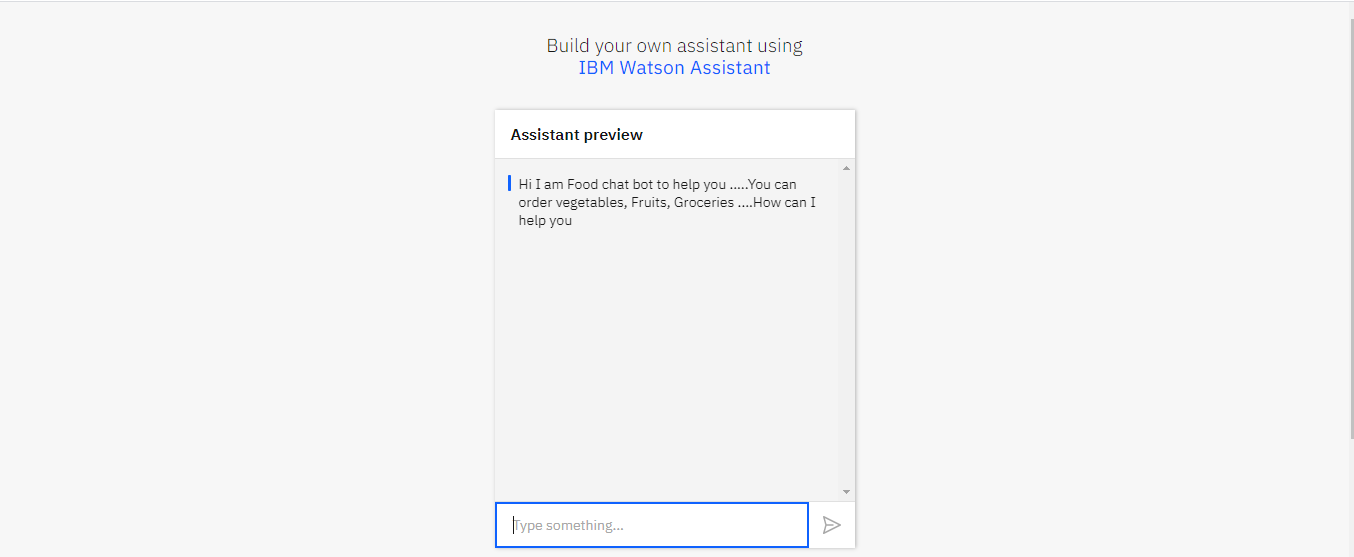 Build your own assistant using
IBM Watson Assistant
Assistant preview
Hi I am Food chat bot to help you .....You can
order vegetables, Fruits, Groceries ....How can I
help you
Type something...